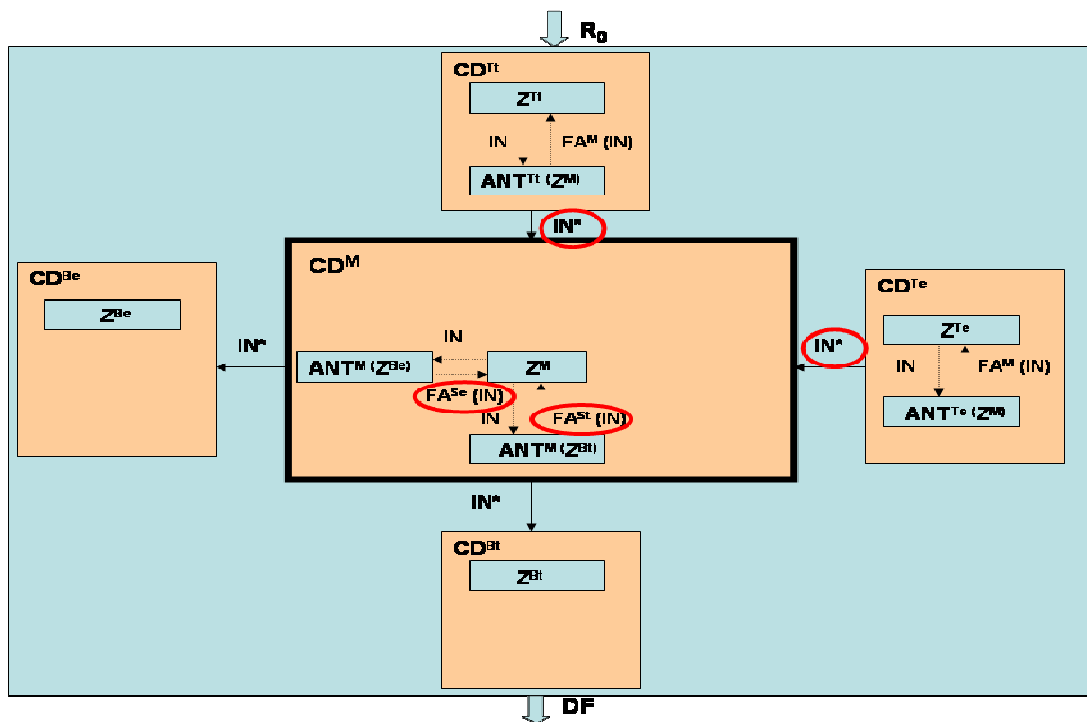 R₀
CDᵀᵗ
Zᵀᵗ
IN FAᴹ (IN)
ANTᵀᵗ (Zᴹ)
IN*
CDᴹ
CDᴮᵉ
Zᴮᵉ
CDᵀᵉ
Zᵀᵉ
IN FAᴹ (IN)
ANTᵀᵉ (Zᴹ)
IN*
IN*
IN
ANTᴹ (Zᴮᵉ)
Zᴹ
FAˢᵉ (IN)
IN FAˢᵗ (IN)
ANTᴹ (Zᴮᵗ)
IN*
CDᴮᵗ
Zᴮᵗ
DF